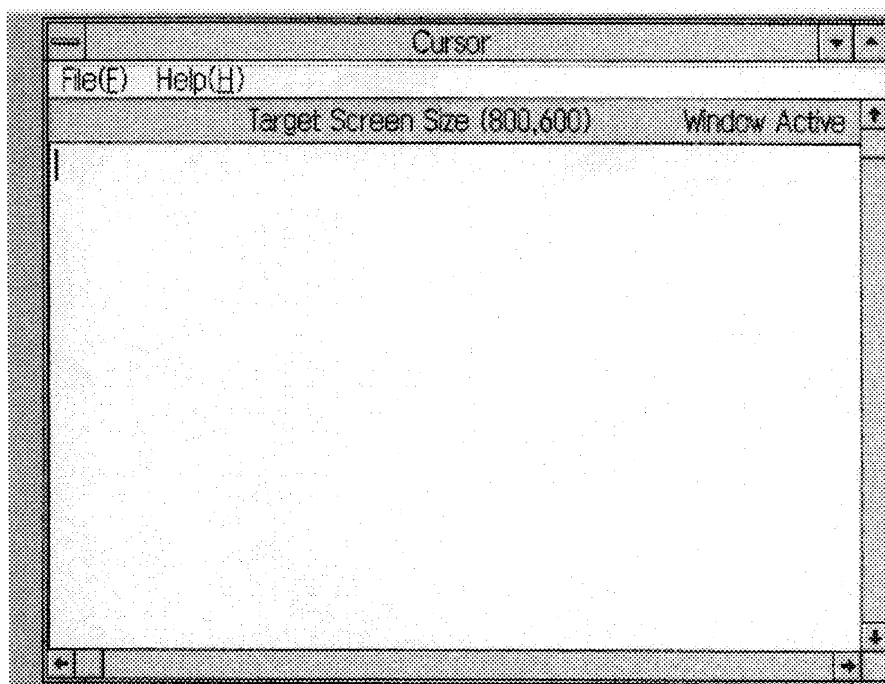 Cursor
File(F) Help(H)
Target Screen Size (800,600) Window Active